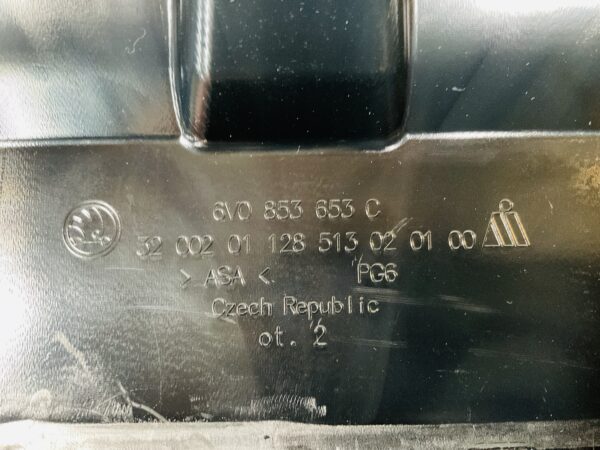 6V0 853 653 C
32 002 01 128 513 02 01 00
> ASA < PG6
Czech Republic
ot. 2